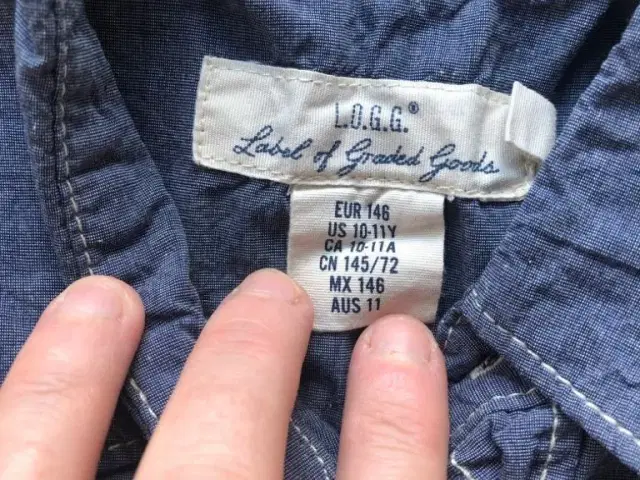 L.O.G.G.®
Label of Graded Goods
EUR 146
US 10-11Y
CA 10-11A
CN 145/72
MX 146
AUS 11